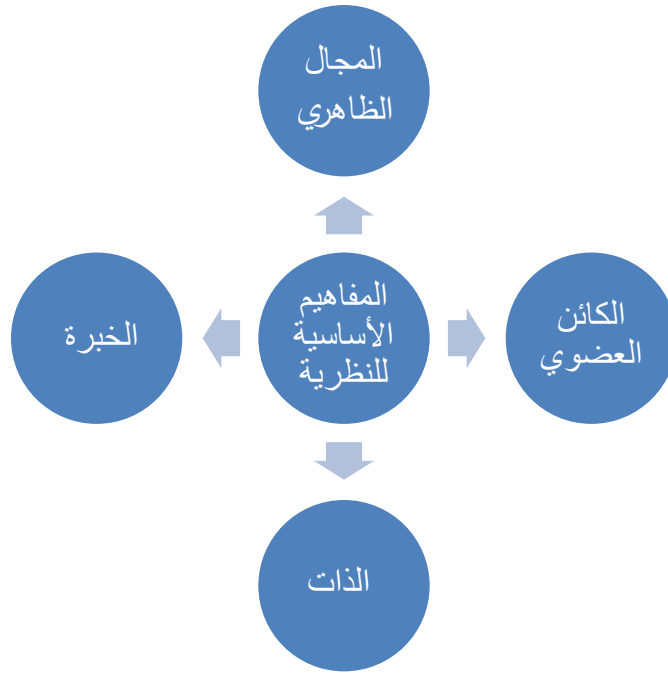 المجال
الظاهري
المفاهيم
الأساسية
للنظرية
الكائن
العضوي
الخبرة
الذات